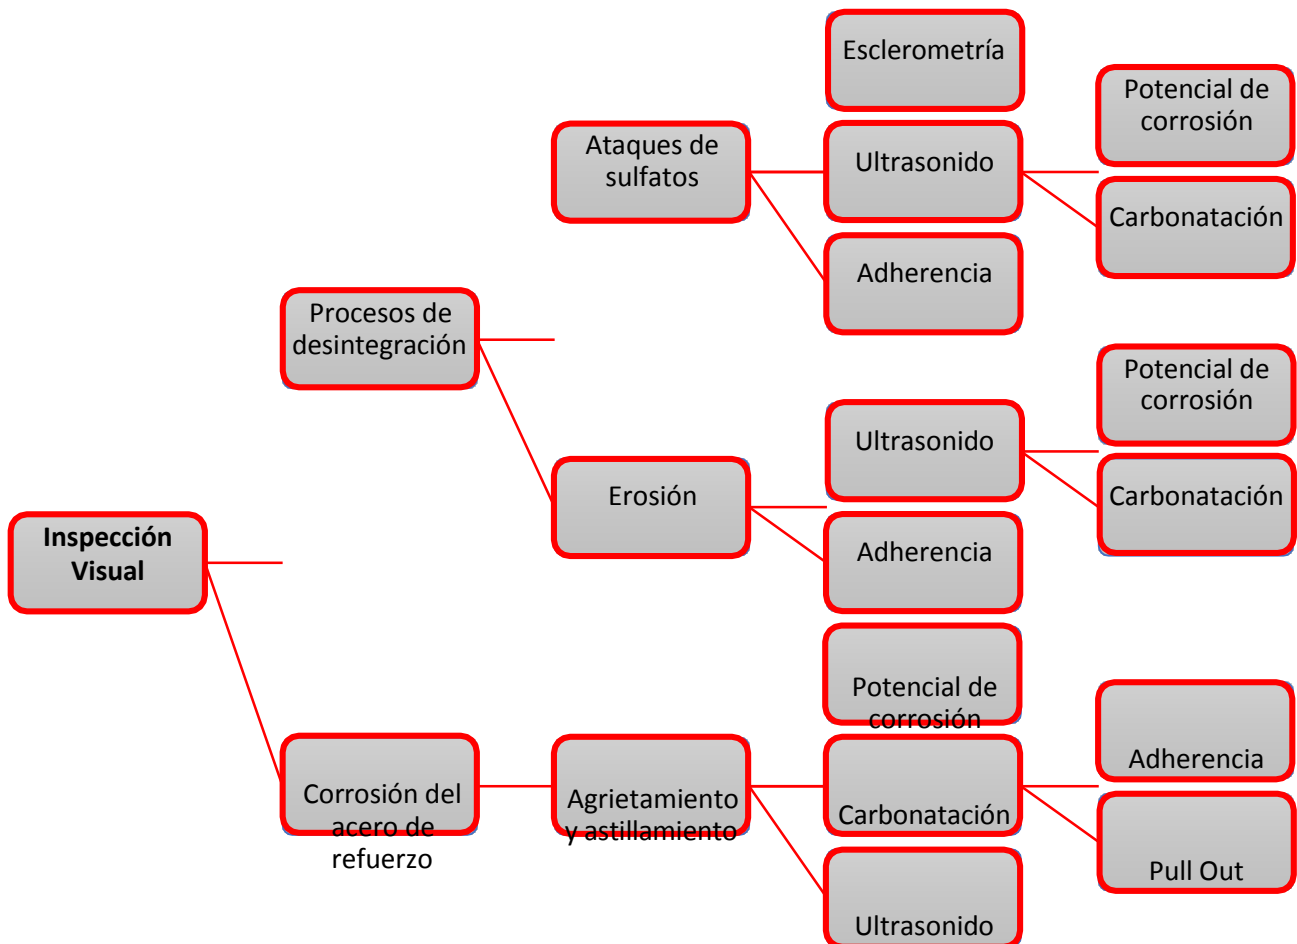 Esclerometría
Potencial de
corrosión
Ataques de
sulfatos
Ultrasonido
Carbonatación
Adherencia
Procesos de
desintegración
Potencial de
corrosión
Ultrasonido
Carbonatación
Erosión
Adherencia
Inspección
Visual
Potencial de
corrosión
Adherencia
Corrosión del
acero de
refuerzo
Agrietamiento
y astillamiento
Carbonatación
Pull Out
Ultrasonido